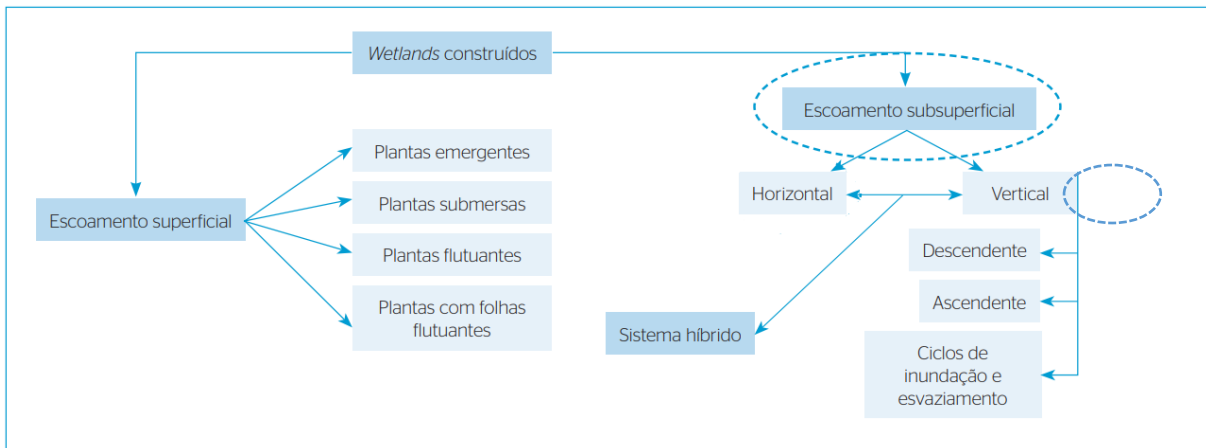 Wetlands construídos
Escoamento subsuperficial
Plantas emergentes
Horizontal
Vertical
Plantas submersas
Escoamento superficial
Plantas flutuantes
Descendente
Ascendente
Plantas com folhas
flutuantes
Sistema híbrido
Ciclos de
inundação e
esvaziamento